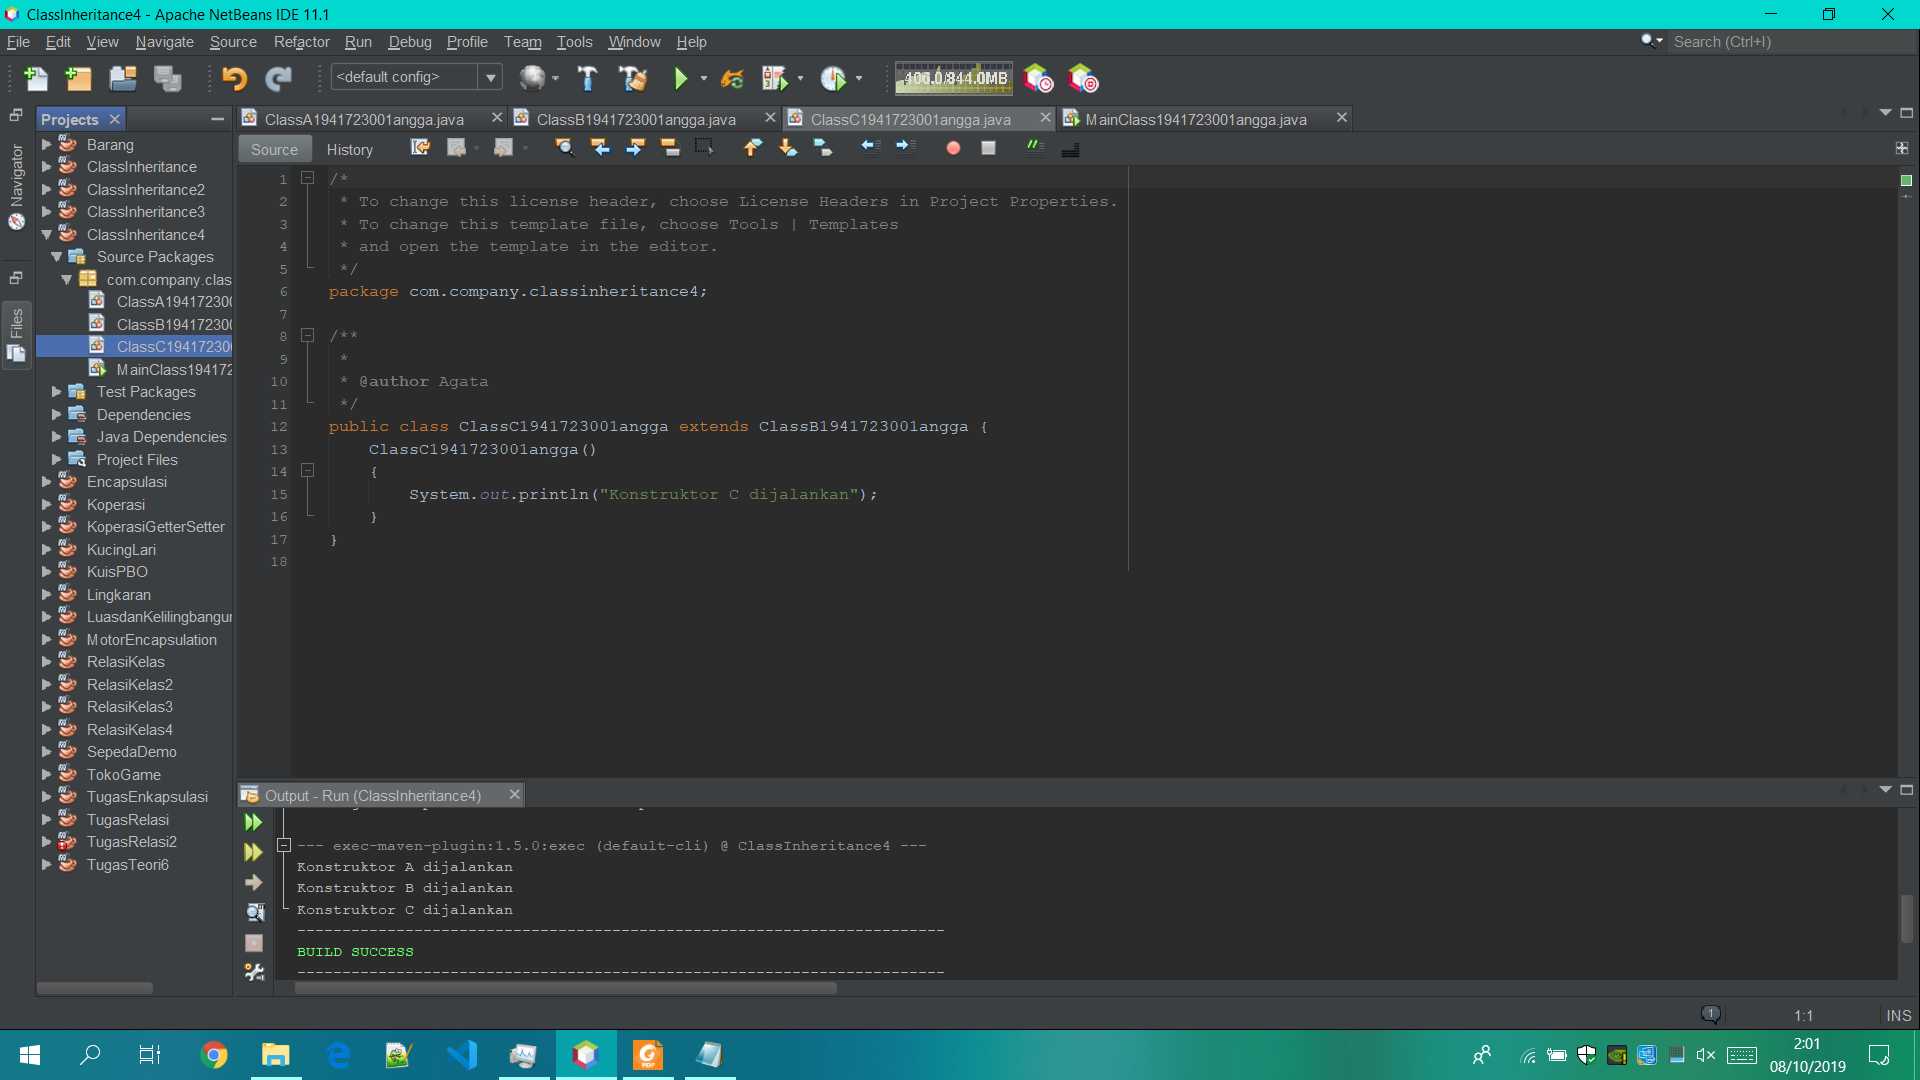 ClassInheritance4 - Apache NetBeans IDE 11.1
File Edit View Navigate Source Refactor Run Debug Profile Team Tools Window Help
Search (Ctrl+I)
<default config>
406.0/844.0MB
Projects
ClassA1941723001angga.java
ClassB1941723001angga.java
ClassC1941723001angga.java
MainClass1941723001angga.java
Source History
Navigator
Files
Barang
ClassInheritance
ClassInheritance2
ClassInheritance3
ClassInheritance4
Source Packages
com.company.clas
ClassA194172300
ClassB194172300
ClassC194172300
MainClass194172
Test Packages
Dependencies
Java Dependencies
Project Files
Encapsulasi
Koperasi
KoperasiGetterSetter
KucingLari
KuisPBO
Lingkaran
LuasdanKelilingbangun
MotorEncapsulation
RelasiKelas
RelasiKelas2
RelasiKelas3
RelasiKelas4
SepedaDemo
TokoGame
TugasEnkapsulasi
TugasRelasi
TugasRelasi2
TugasTeori6
1 /*
2 * To change this license header, choose License Headers in Project Properties.
3 * To change this template file, choose Tools | Templates
4 * and open the template in the editor.
5 */
6 package com.company.classinheritance4;
7
8 /**
9 *
10 * @author Agata
11 */
12 public class ClassC1941723001angga extends ClassB1941723001angga {
13 ClassC1941723001angga()
14 {
15 System.out.println("Konstruktor C dijalankan");
16 }
17 }
18
Output - Run (ClassInheritance4)
--- exec-maven-plugin:1.5.0:exec (default-cli) @ ClassInheritance4 ---
Konstruktor A dijalankan
Konstruktor B dijalankan
Konstruktor C dijalankan
------------------------------------------------------------------------
BUILD SUCCESS
------------------------------------------------------------------------
1
1:1
INS
PDF
2:01
08/10/2019